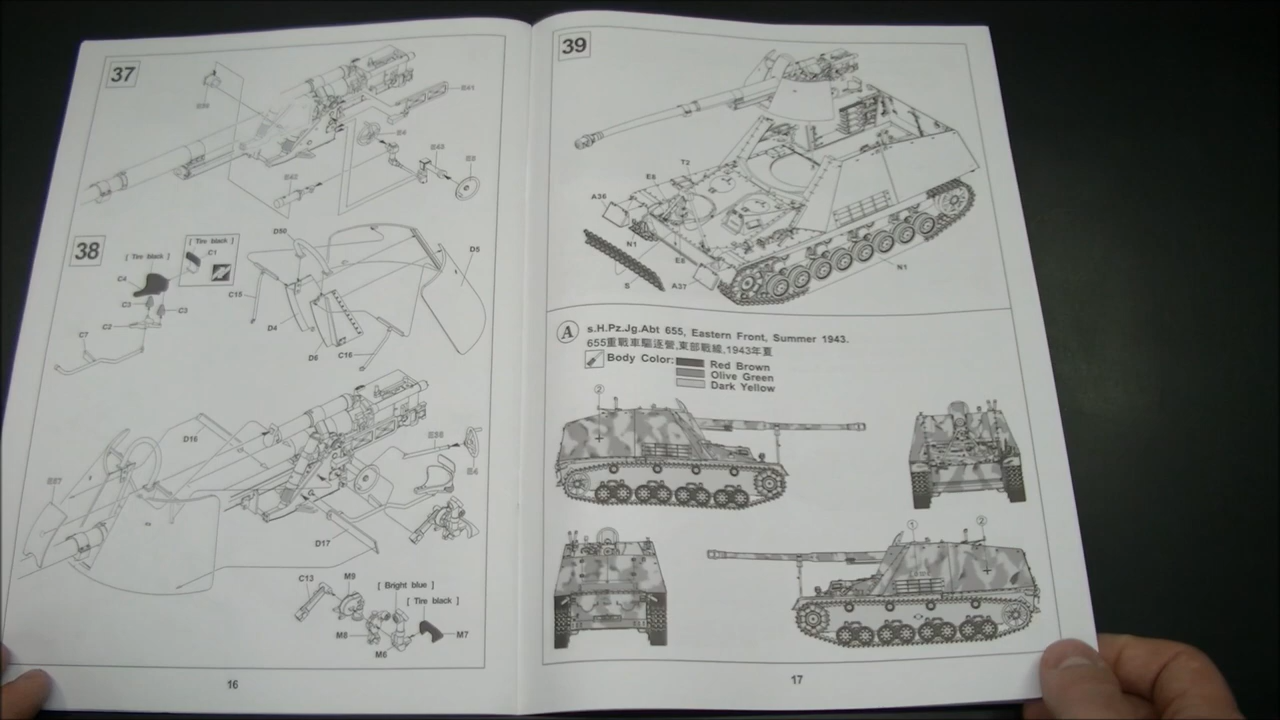 37
E39
E41
E4
E43
E3
E42
38
[ Tire black ]
[ Tire black ]
C1
C4
C3
C3
C2
C7
D50
D5
C15
D4
D6
C16
D16
E38
E4
E37
D17
C13
M9
[ Bright blue ]
[ Tire black ]
M8
M7
M6
16
39
T2
E8
A36
N1
E8
S
A37
N1
A
s.H.Pz.Jg.Abt 655, Eastern Front, Summer 1943.
655重戰車驅逐營,東部戰線,1943年夏
Body Color:
Red Brown
Olive Green
Dark Yellow
2
1
2
17